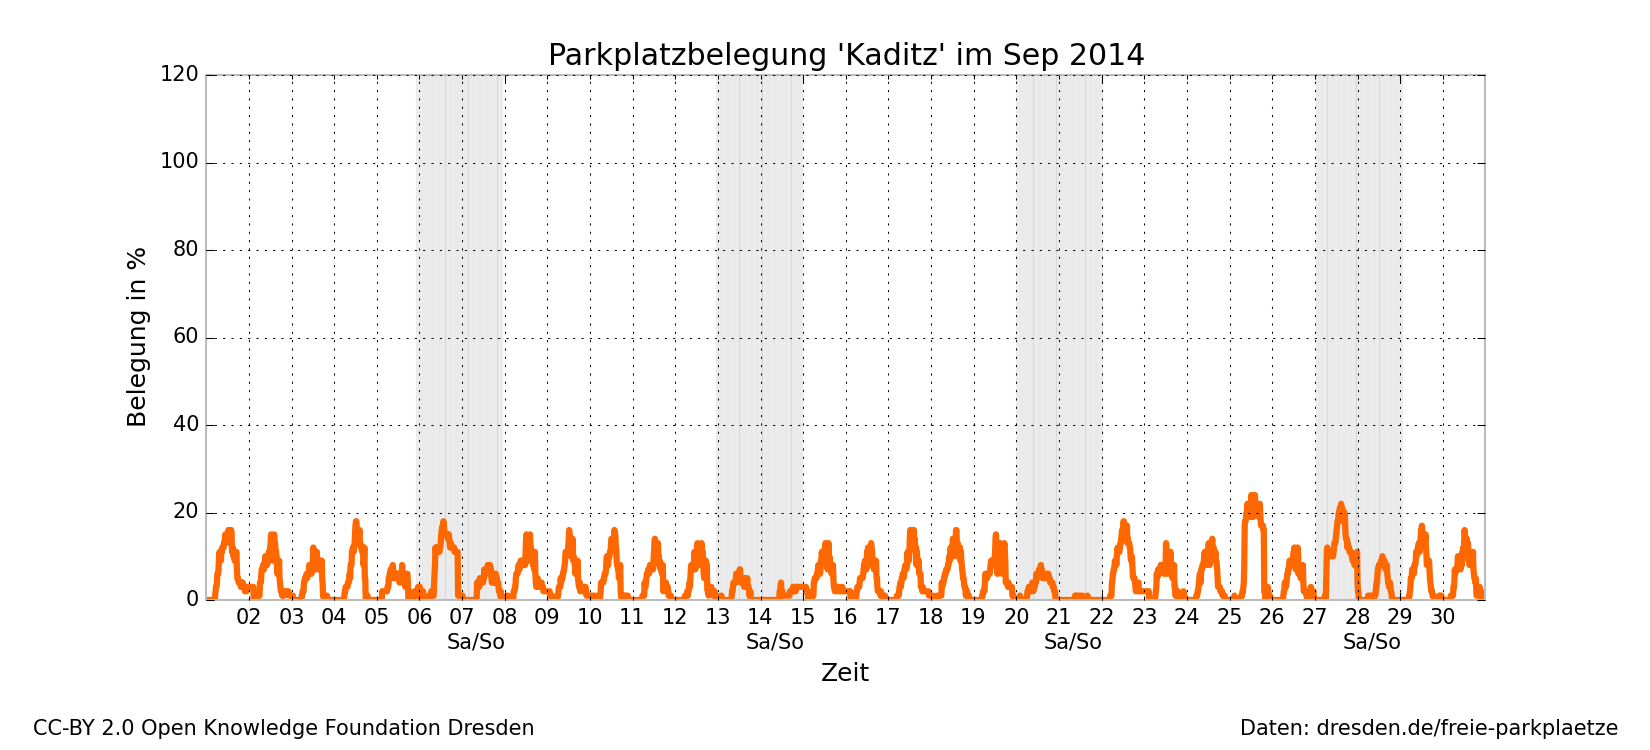 Parkplatzbelegung 'Kaditz' im Sep 2014
120
100
80
60
40
20
0
Belegung in %
02 03 04 05 06 07 08 09 10 11 12 13 14 15 16 17 18 19 20 21 22 23 24 25 26 27 28 29 30
Sa/So Sa/So Sa/So Sa/So
Zeit
CC-BY 2.0 Open Knowledge Foundation Dresden
Daten: dresden.de/freie-parkplaetze